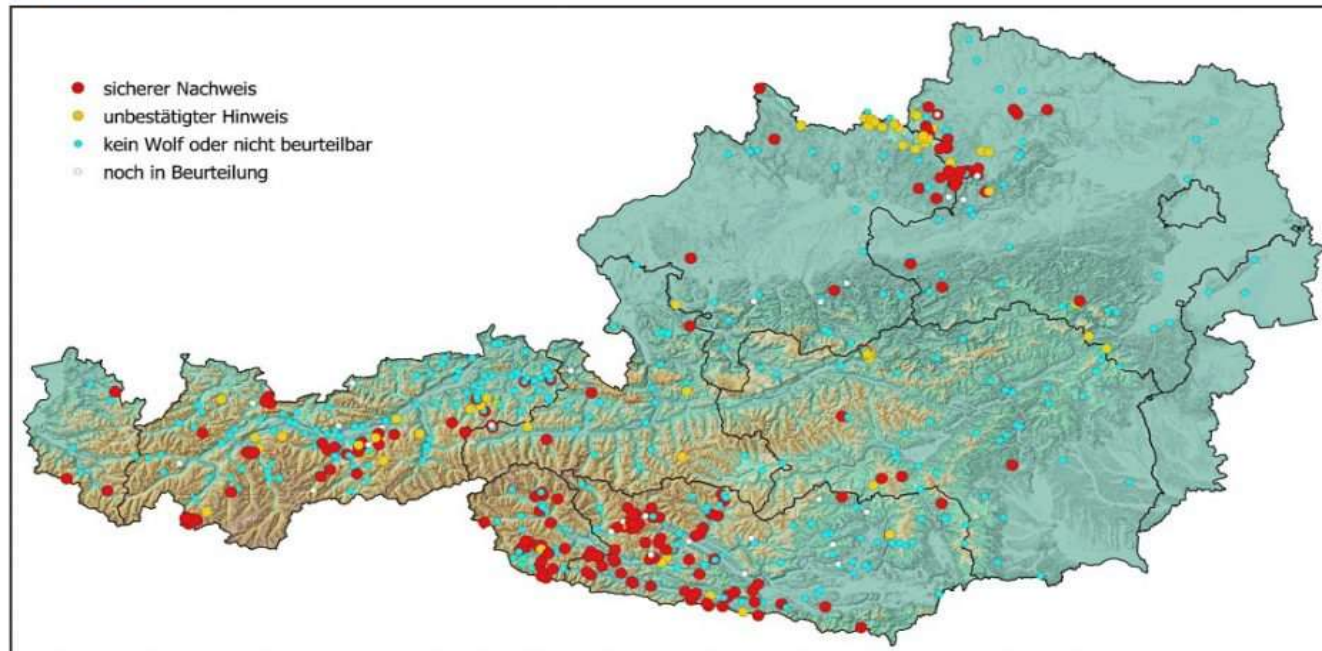 sicherer Nachweis
unbestätigter Hinweis
kein Wolf oder nicht beurteilbar
noch in Beurteilung